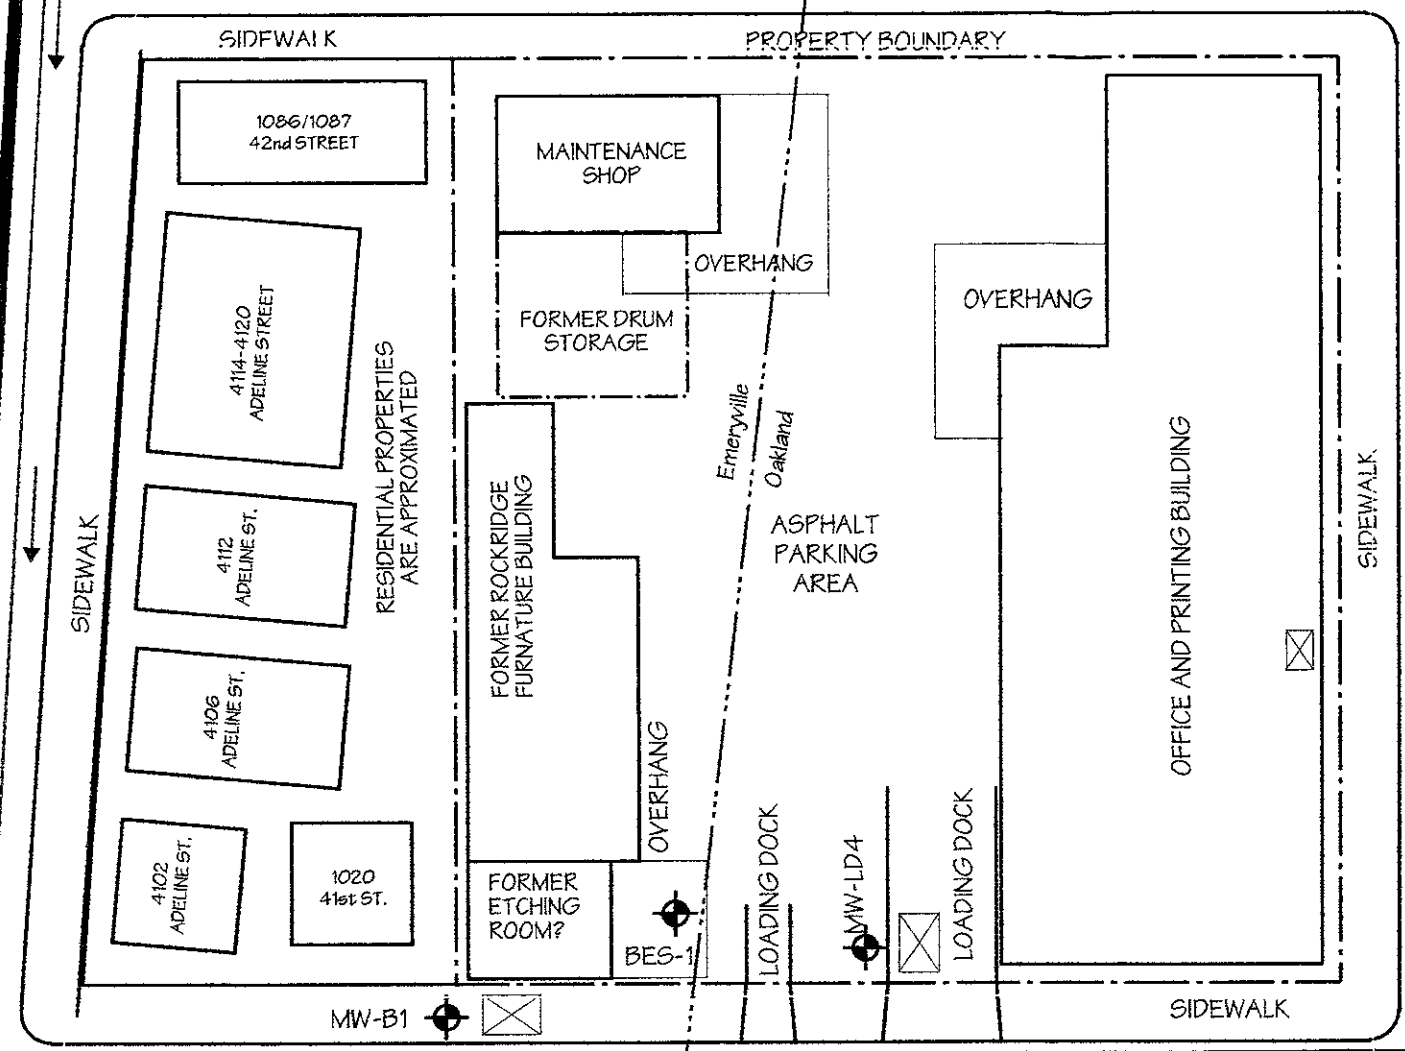 SIDEWALK
PROPERTY BOUNDARY
1086/1087
42nd STREET
MAINTENANCE
SHOP
OVERHANG
OVERHANG
FORMER DRUM
STORAGE
4114-4120
ADELINE STREET
RESIDENTIAL PROPERTIES
ARE APPROXIMATED
Emeryville
Oakland
SIDEWALK
4112
ADELINE ST.
FORMER ROCKRIDGE
FURNATURE BUILDING
ASPHALT
PARKING
AREA
OFFICE AND PRINTING BUILDING
SIDEWALK
4106
ADELINE ST.
OVERHANG
4102
ADELINE ST.
1020
41st ST.
FORMER
ETCHING
ROOM?
BES-1
LOADING DOCK
MW-LD4
LOADING DOCK
MW-B1
SIDEWALK